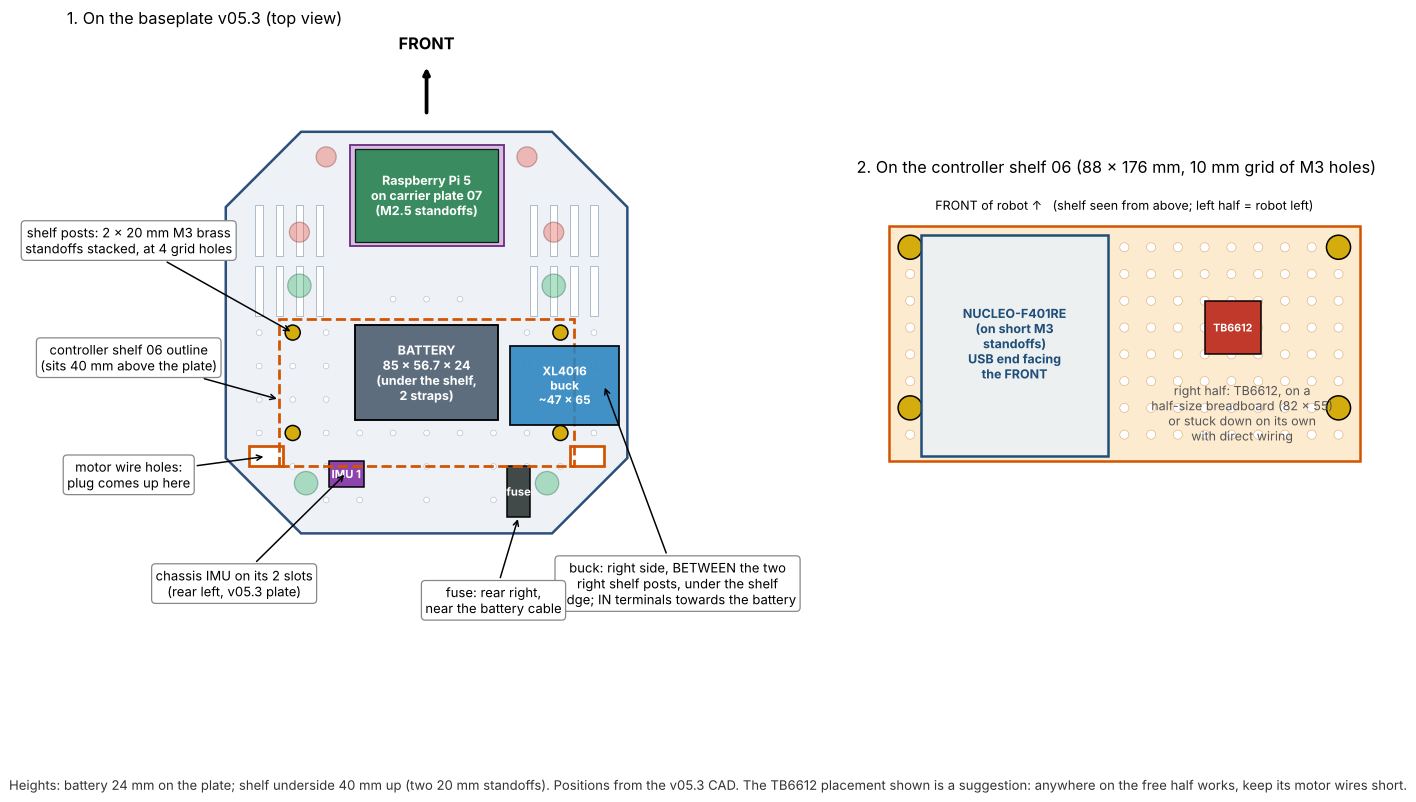 1. On the baseplate v05.3 (top view)
FRONT
Raspberry Pi 5
on carrier plate 07
(M2.5 standoffs)
shelf posts: 2 × 20 mm M3 brass
standoffs stacked, at 4 grid holes
controller shelf 06 outline
(sits 40 mm above the plate)
BATTERY
85 × 56.7 × 24
(under the shelf,
2 straps)
XL4016
buck
~47 × 65
motor wire holes:
plug comes up here
IMU 1
fuse
chassis IMU on its 2 slots
(rear left, v05.3 plate)
fuse: rear right,
near the battery cable
buck: right side, BETWEEN the two
right shelf posts, under the shelf
dge; IN terminals towards the battery
2. On the controller shelf 06 (88 × 176 mm, 10 mm grid of M3 holes)
FRONT of robot ↑ (shelf seen from above; left half = robot left)
NUCLEO-F401RE
(on short M3
standoffs)
USB end facing
the FRONT
TB6612
right half: TB6612, on a
half-size breadboard (82 × 55)
or stuck down on its own
with direct wiring
Heights: battery 24 mm on the plate; shelf underside 40 mm up (two 20 mm standoffs). Positions from the v05.3 CAD. The TB6612 placement shown is a suggestion: anywhere on the free half works, keep its motor wires short.